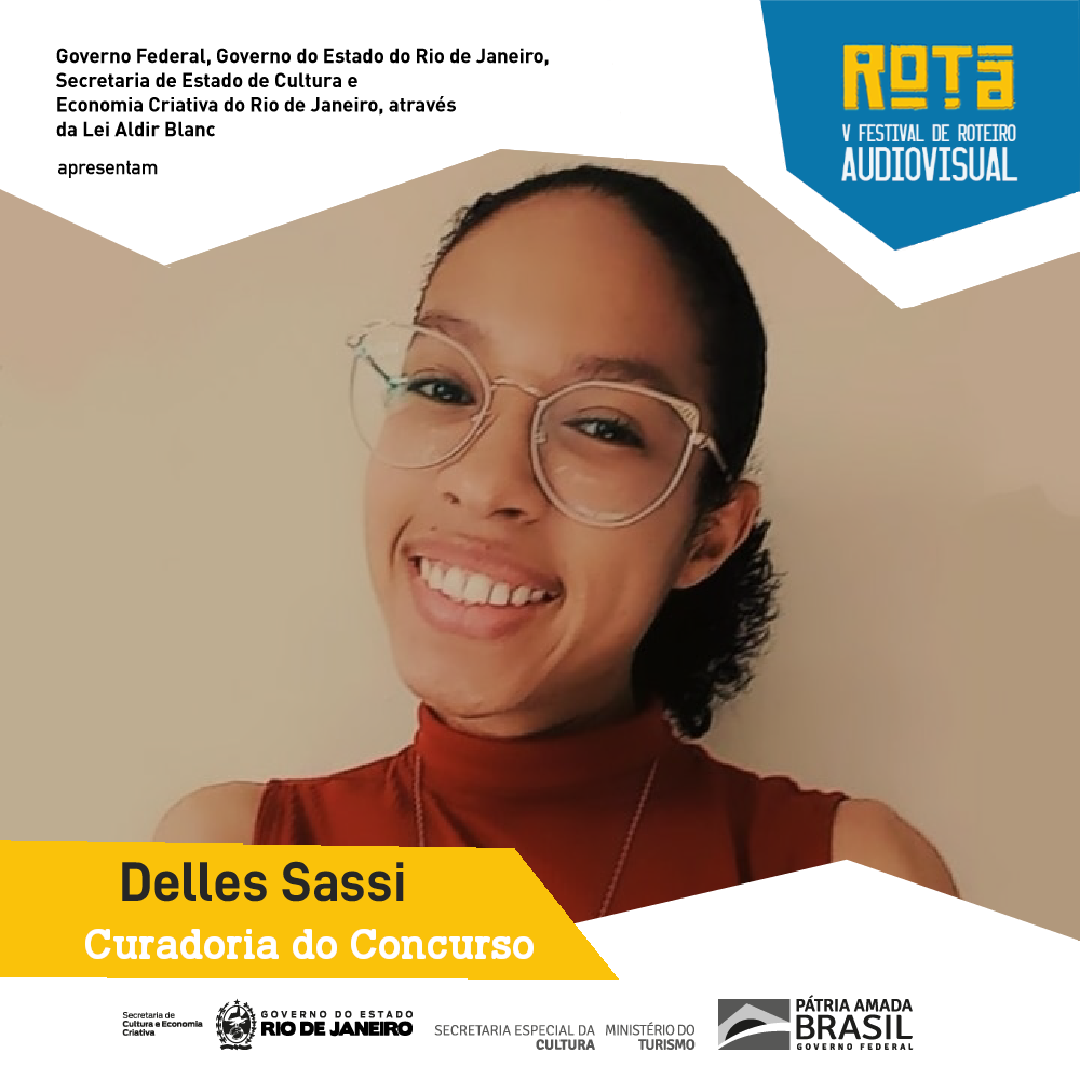 Governo Federal, Governo do Estado do Rio de Janeiro,
Secretaria de Estado de Cultura e
Economia Criativa do Rio de Janeiro, através
da Lei Aldir Blanc
apresentam
ROTA
V FESTIVAL DE ROTEIRO
AUDIOVISUAL
Delles Sassi
Curadoria do Concurso
Secretaria de
Cultura e Economia
Criativa
GOVERNO DO ESTADO
RIO DE JANEIRO
SECRETARIA ESPECIAL DA
CULTURA
MINISTÉRIO DO
TURISMO
PÁTRIA AMADA
BRASIL
GOVERNO FEDERAL